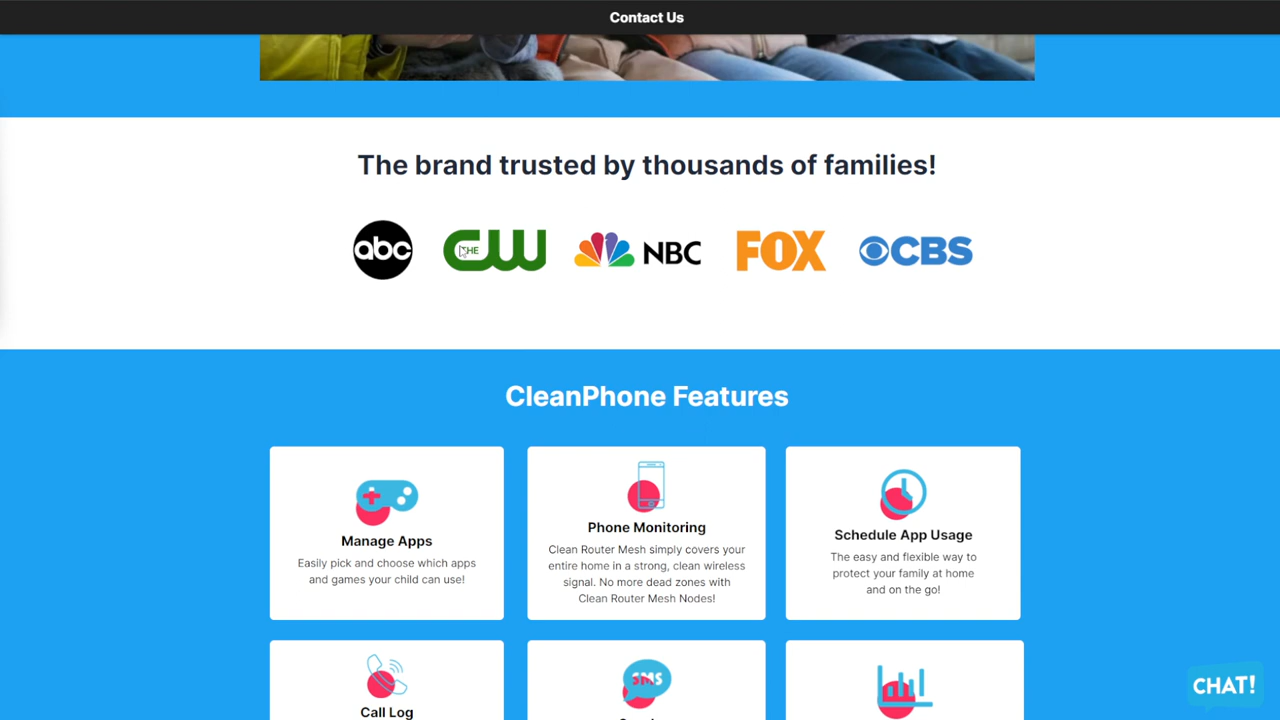 Contact Us
The brand trusted by thousands of families!
abc
THE CW
NBC
FOX
CBS
CleanPhone Features
Manage Apps
Easily pick and choose which apps
and games your child can use!
Phone Monitoring
Clean Router Mesh simply covers your
entire home in a strong, clean wireless
signal. No more dead zones with
Clean Router Mesh Nodes!
Schedule App Usage
The easy and flexible way to
protect your family at home
and on the go!
Call Log
SMS
CHAT!